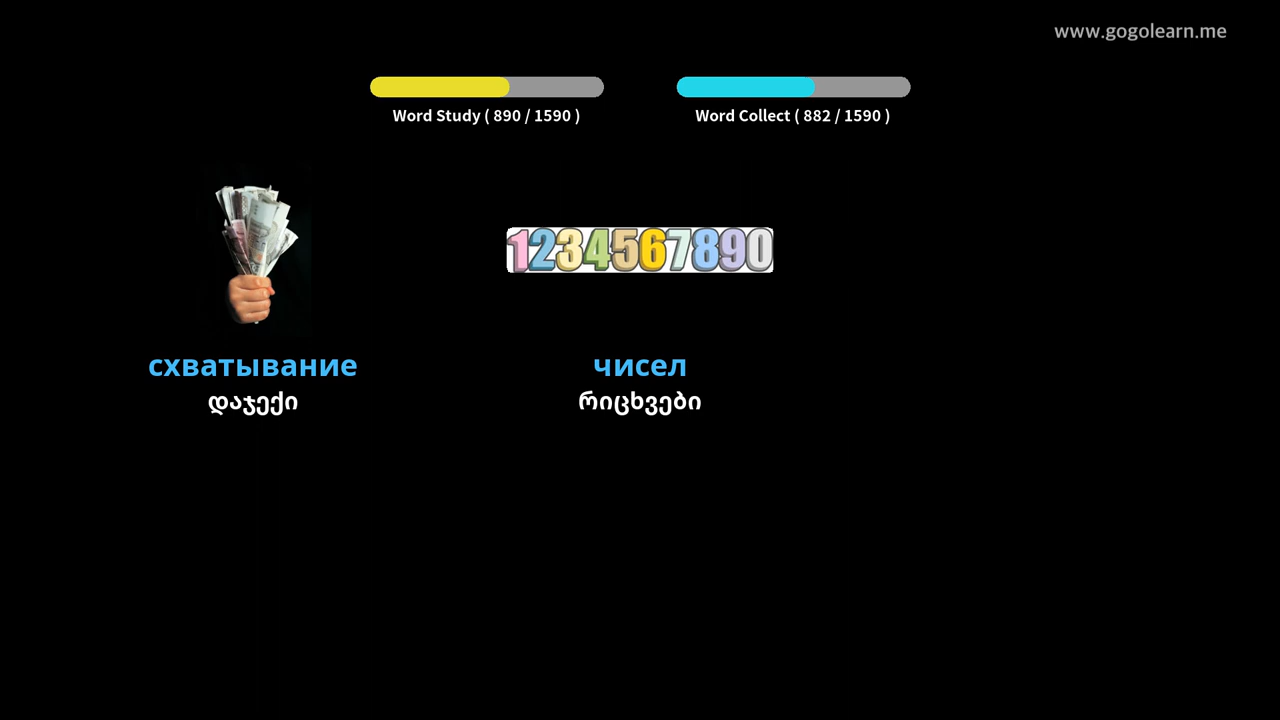 www.gogolearn.me
Word Study ( 890 / 1590 )
Word Collect ( 882 / 1590 )
1234567890
схватывание
დაჯექი
чисел
რიცხვები